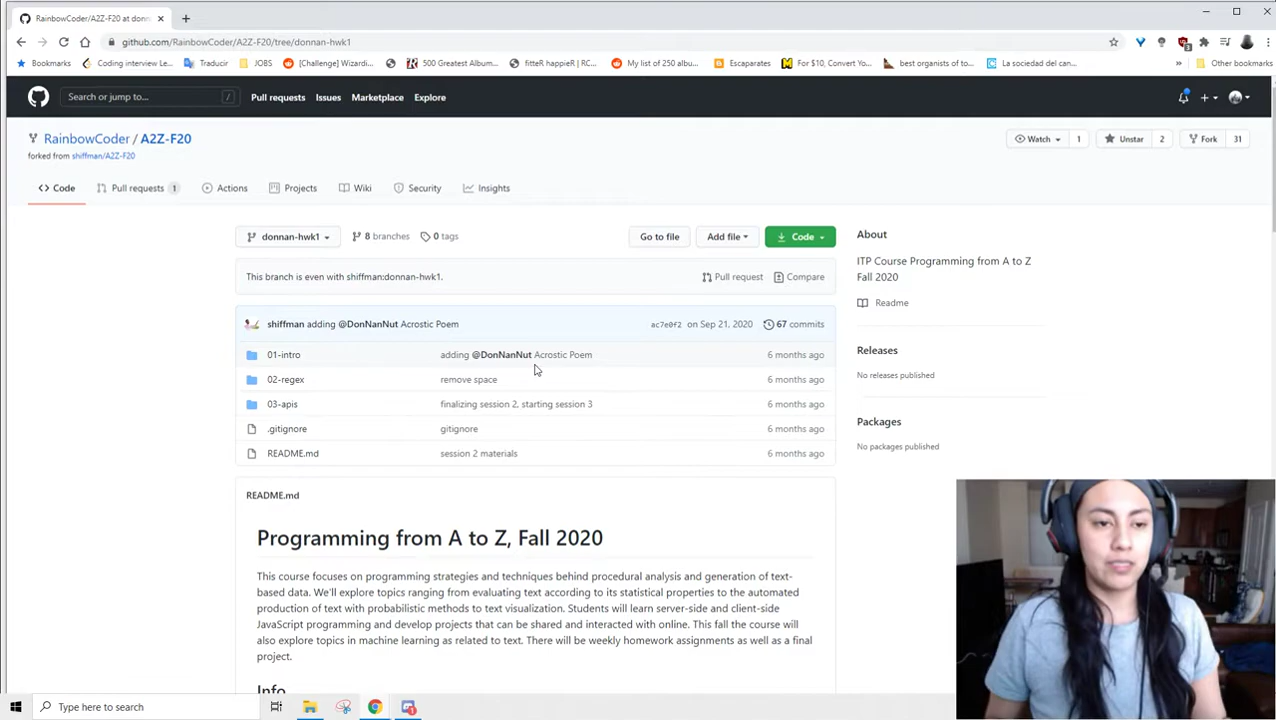 RainbowCoder/A2Z-F20 at donn
github.com/RainbowCoder/A2Z-F20/tree/donnan-hwk1
Bookmarks Coding interview Le... Traducir JOBS [Challenge] Wizardi... 500 Greatest Album... fitteR happieR | RC... My list of 250 album... Escaparates For $10, Convert Yo... best organists of to... La sociedad del can... » Other bookmarks
Search or jump to... / Pull requests Issues Marketplace Explore
RainbowCoder / A2Z-F20
Watch 1 Unstar 2 Fork 31
forked from shiffman/A2Z-F20
Code Pull requests 1 Actions Projects Wiki Security Insights
donnan-hwk1 8 branches 0 tags Go to file Add file Code
About
ITP Course Programming from A to Z
Fall 2020
Readme
This branch is even with shiffman:donnan-hwk1. Pull request Compare
shiffman adding @DonNanNut Acrostic Poem ac7e0f2 on Sep 21, 2020 67 commits
01-intro adding @DonNanNut Acrostic Poem 6 months ago
02-regex remove space 6 months ago
03-apis finalizing session 2, starting session 3 6 months ago
.gitignore gitignore 6 months ago
README.md session 2 materials 6 months ago
Releases
No releases published
Packages
No packages published
README.md
Programming from A to Z, Fall 2020
This course focuses on programming strategies and techniques behind procedural analysis and generation of text-
based data. We'll explore topics ranging from evaluating text according to its statistical properties to the automated
production of text with probabilistic methods to text visualization. Students will learn server-side and client-side
JavaScript programming and develop projects that can be shared and interacted with online. This fall the course will
also explore topics in machine learning as related to text. There will be weekly homework assignments as well as a final
project.
Info
Type here to search